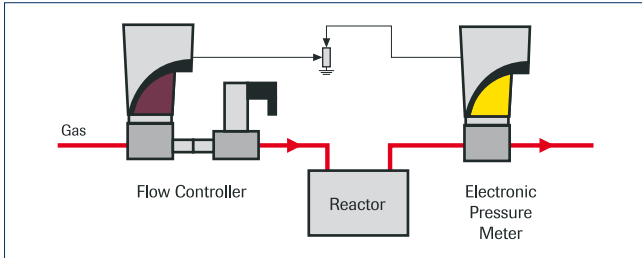 Gas
Flow Controller
Reactor
Electronic
Pressure
Meter